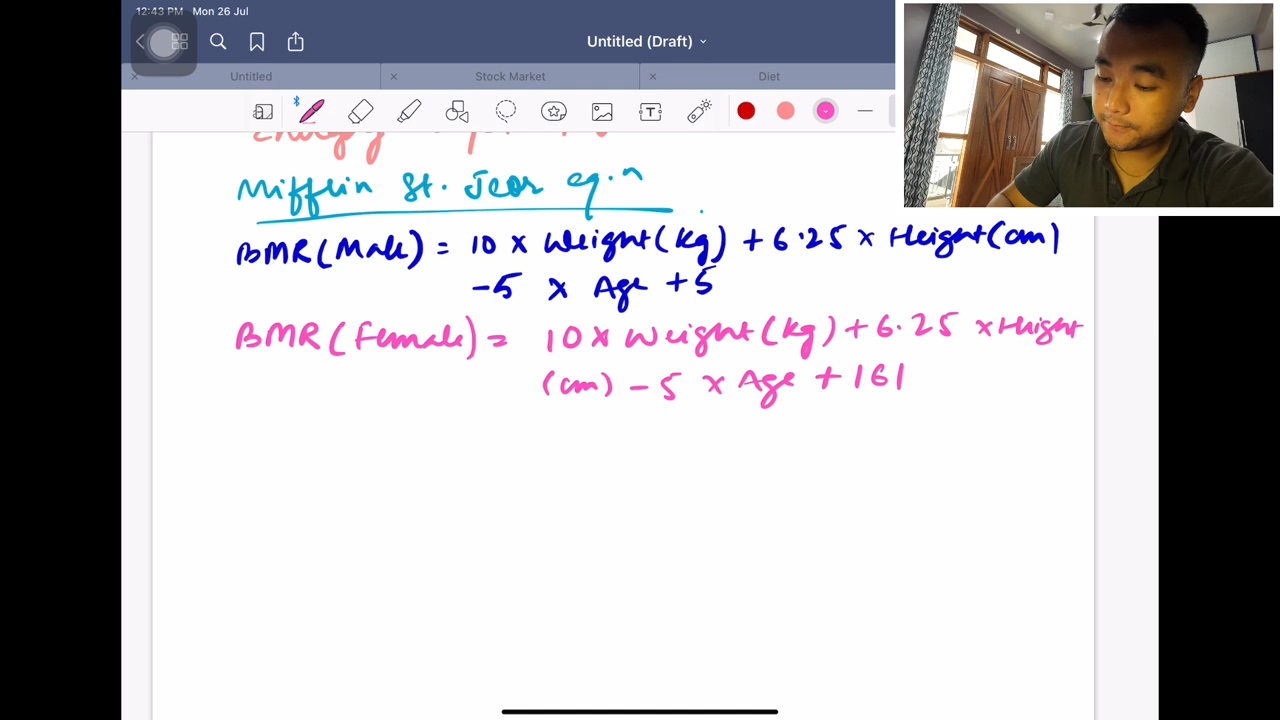 12:43 PM Mon 26 Jul
Untitled (Draft)
Untitled Stock Market Diet
T
Mifflin St. Jeor eq.n
BMR (Male) = 10 x Weight (kg) + 6.25 x Height (cm)
-5 x Age +5
BMR (Female) = 10 x Weight (kg) + 6.25 x Height
(cm) - 5 x Age + 161